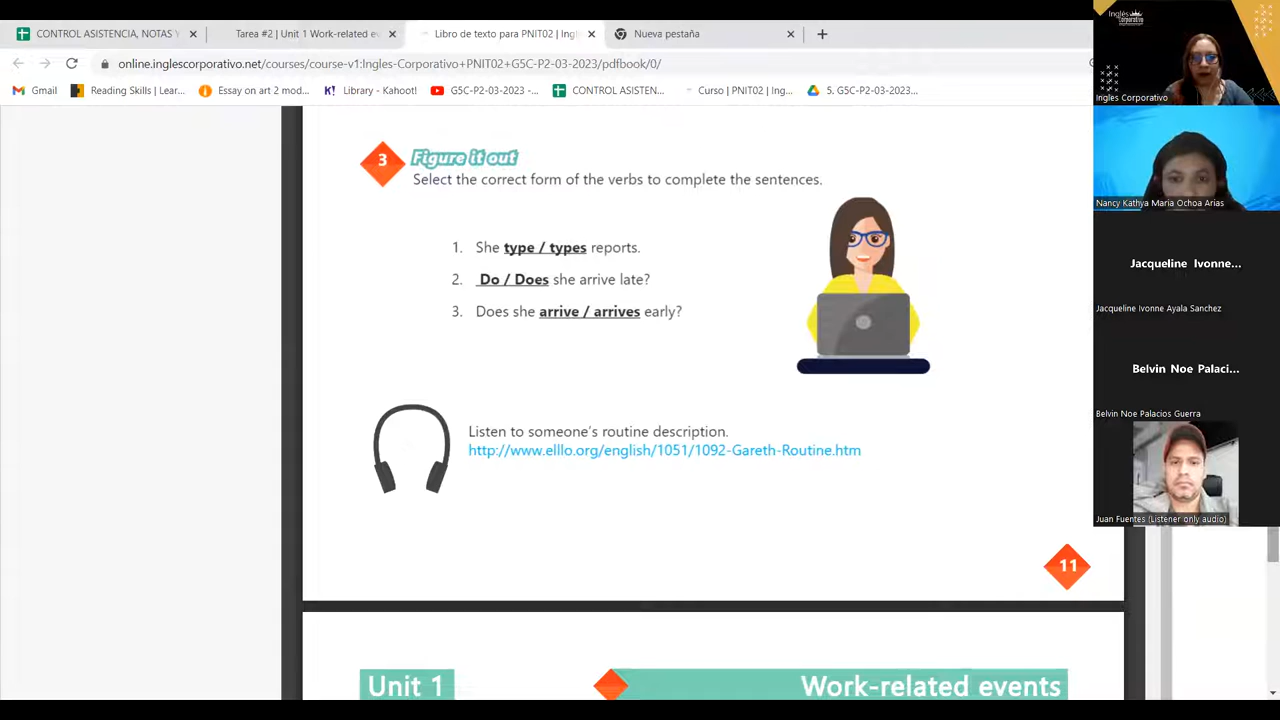 CONTROL ASISTENCIA, NOTAS Y
Tarea #2 | Unit 1 Work-related e
Libro de texto para PNIT02 | Ingl
Nueva pestaña
online.inglescorporativo.net/courses/course-v1:Ingles-Corporativo+PNIT02+G5C-P2-03-2023/pdfbook/0/
Gmail
Reading Skills | Lear...
Essay on art 2 mod...
Library - Kahoot!
G5C-P2-03-2023 -...
CONTROL ASISTEN...
Curso | PNIT02 | Ing...
5. G5C-P2-03-2023...
3
Figure it out
Select the correct form of the verbs to complete the sentences.
1. She type / types reports.
2. Do / Does she arrive late?
3. Does she arrive / arrives early?
Listen to someone's routine description.
http://www.elllo.org/english/1051/1092-Gareth-Routine.htm
11
Unit 1
Work-related events
Inglés
Corporativo
Ingles Corporativo
Nancy Kathya Maria Ochoa Arias
Jacqueline Ivonne...
Jacqueline Ivonne Ayala Sanchez
Belvin Noe Palaci...
Belvin Noe Palacios Guerra
Juan Fuentes (Listener only audio)